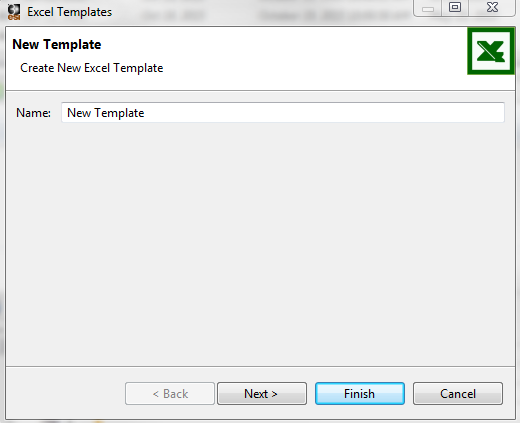 Excel Templates
New Template
Create New Excel Template
Name: New Template
< Back Next > Finish Cancel